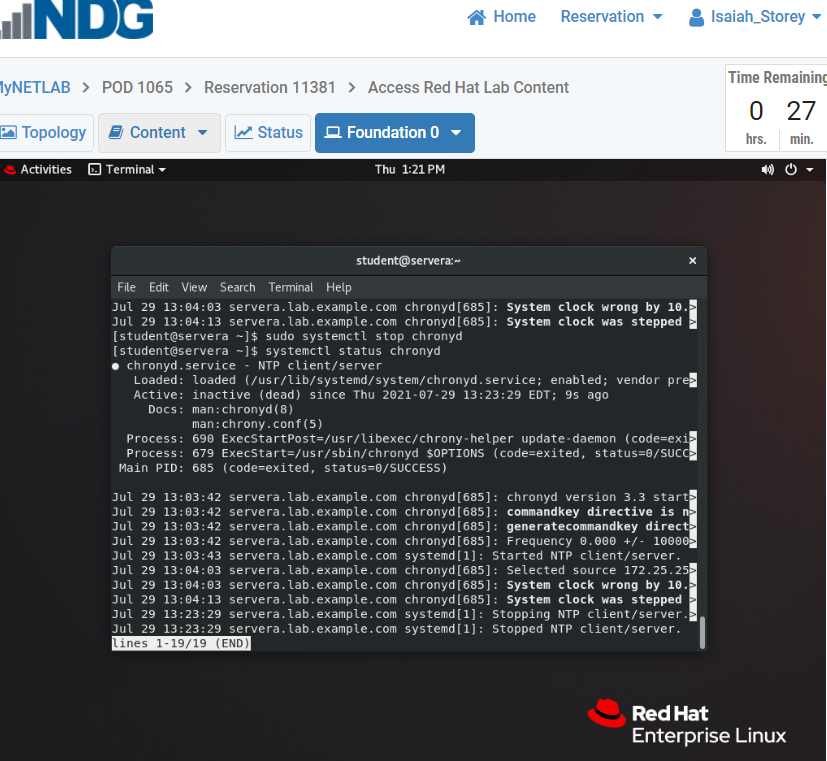 NDG
Home Reservation Isaiah_Storey
MyNETLAB > POD 1065 > Reservation 11381 > Access Red Hat Lab Content
Time Remaining
0 27
hrs. min.
Topology Content Status Foundation 0
Activities Terminal Thu 1:21 PM
student@servera:~ ×
File Edit View Search Terminal Help
Jul 29 13:04:03 servera.lab.example.com chronyd[685]: System clock wrong by 10.>
Jul 29 13:04:13 servera.lab.example.com chronyd[685]: System clock was stepped >
[student@servera ~]$ sudo systemctl stop chronyd
[student@servera ~]$ systemctl status chronyd
● chronyd.service - NTP client/server
Loaded: loaded (/usr/lib/systemd/system/chronyd.service; enabled; vendor pre>
Active: inactive (dead) since Thu 2021-07-29 13:23:29 EDT; 9s ago
Docs: man:chronyd(8)
man:chrony.conf(5)
Process: 690 ExecStartPost=/usr/libexec/chrony-helper update-daemon (code=exi>
Process: 679 ExecStart=/usr/sbin/chronyd $OPTIONS (code=exited, status=0/SUCC>
Main PID: 685 (code=exited, status=0/SUCCESS)
Jul 29 13:03:42 servera.lab.example.com chronyd[685]: chronyd version 3.3 start>
Jul 29 13:03:42 servera.lab.example.com chronyd[685]: commandkey directive is n>
Jul 29 13:03:42 servera.lab.example.com chronyd[685]: generatecommandkey direct>
Jul 29 13:03:42 servera.lab.example.com chronyd[685]: Frequency 0.000 +/- 10000>
Jul 29 13:03:43 servera.lab.example.com systemd[1]: Started NTP client/server.
Jul 29 13:04:03 servera.lab.example.com chronyd[685]: Selected source 172.25.25>
Jul 29 13:04:03 servera.lab.example.com chronyd[685]: System clock wrong by 10.>
Jul 29 13:04:13 servera.lab.example.com chronyd[685]: System clock was stepped >
Jul 29 13:23:29 servera.lab.example.com systemd[1]: Stopping NTP client/server.>
Jul 29 13:23:29 servera.lab.example.com systemd[1]: Stopped NTP client/server.
lines 1-19/19 (END)
Red Hat
Enterprise Linux